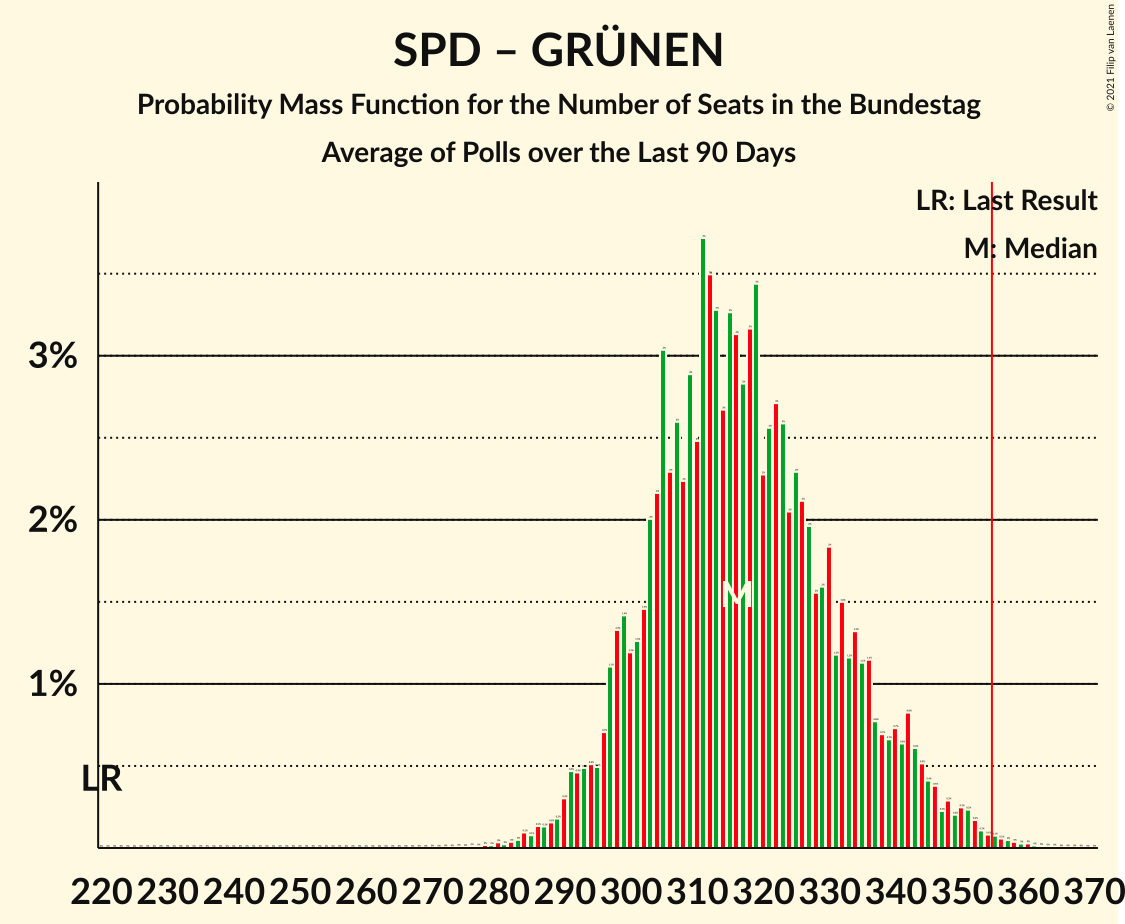 SPD – GRÜNEN
Probability Mass Function for the Number of Seats in the Bundestag
Average of Polls over the Last 90 Days
© 2021 Filip van Laenen
LR: Last Result
M: Median
3%
2%
1%
LR
M
220 230 240 250 260 270 280 290 300 310 320 330 340 350 360 370